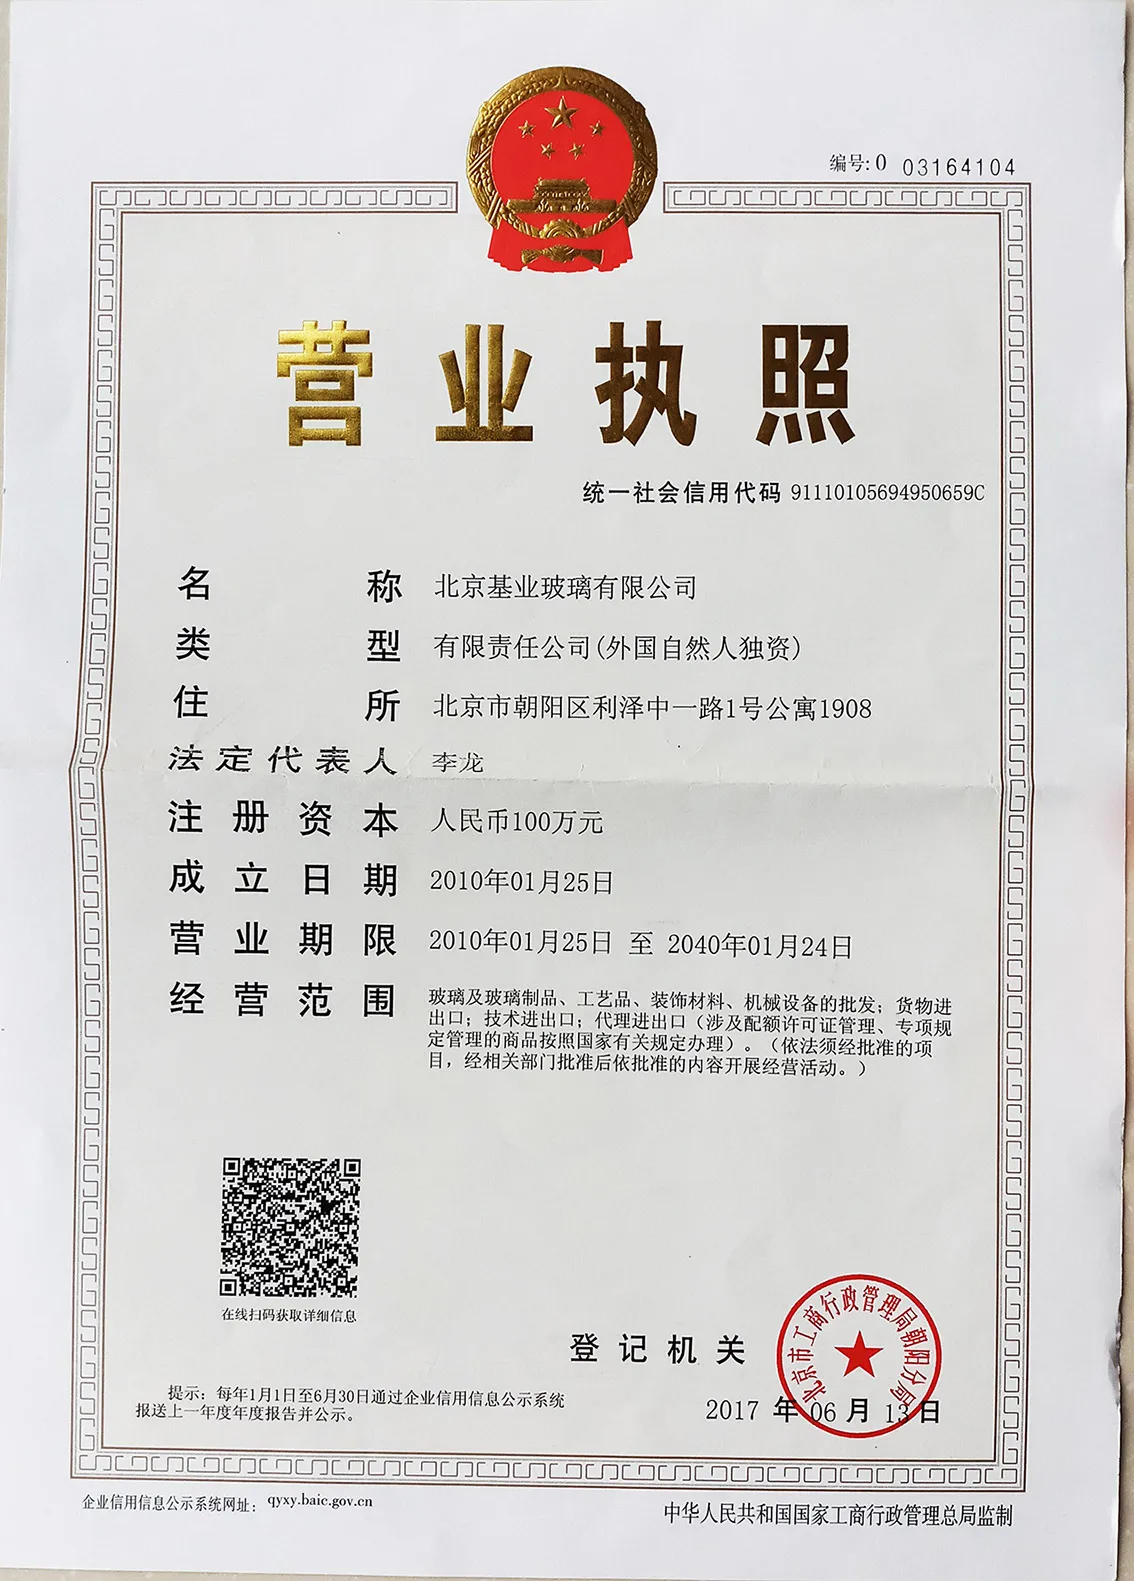 编号: 0 03164104
营业执照
统一社会信用代码 91110105694950659C
名称 北京基业玻璃有限公司
类型 有限责任公司(外国自然人独资)
住所 北京市朝阳区利泽中一路1号公寓1908
法定代表人 李龙
注册资本 人民币100万元
成立日期 2010年01月25日
营业期限 2010年01月25日 至 2040年01月24日
经营范围 玻璃及玻璃制品、工艺品、装饰材料、机械设备的批发；货物进
出口；技术进出口；代理进出口（涉及配额许可证管理、专项规
定管理的商品按照国家有关规定办理）。（依法须经批准的项
目，经相关部门批准后依批准的内容开展经营活动。）
在线扫码获取详细信息
登记机关
北京市工商行政管理局朝阳分局
2017 年 06 月 13 日
提示：每年1月1日至6月30日通过企业信用信息公示系统
报送上一年度年度报告并公示。
企业信用信息公示系统网址： qyxy.baic.gov.cn
中华人民共和国国家工商行政管理总局监制